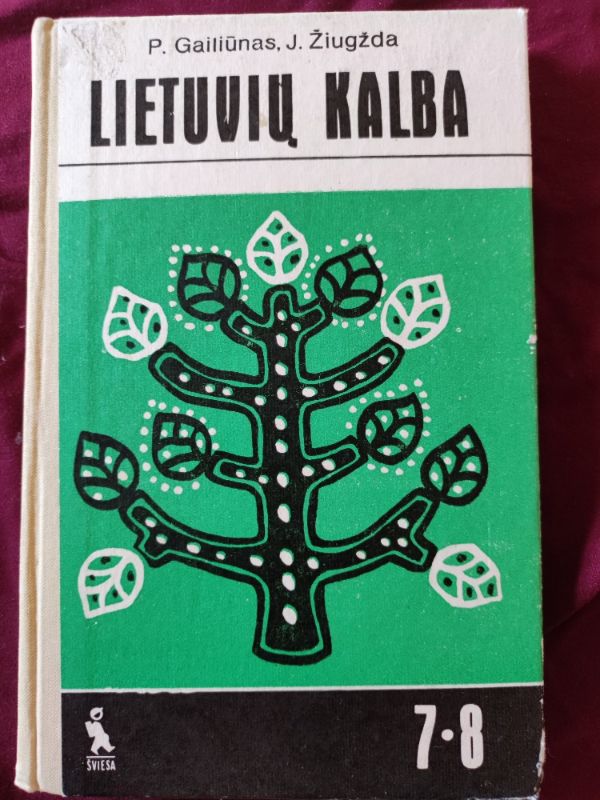 P. Gailiūnas, J. Žiugžda
LIETUVIŲ KALBA
7·8
ŠVIESA